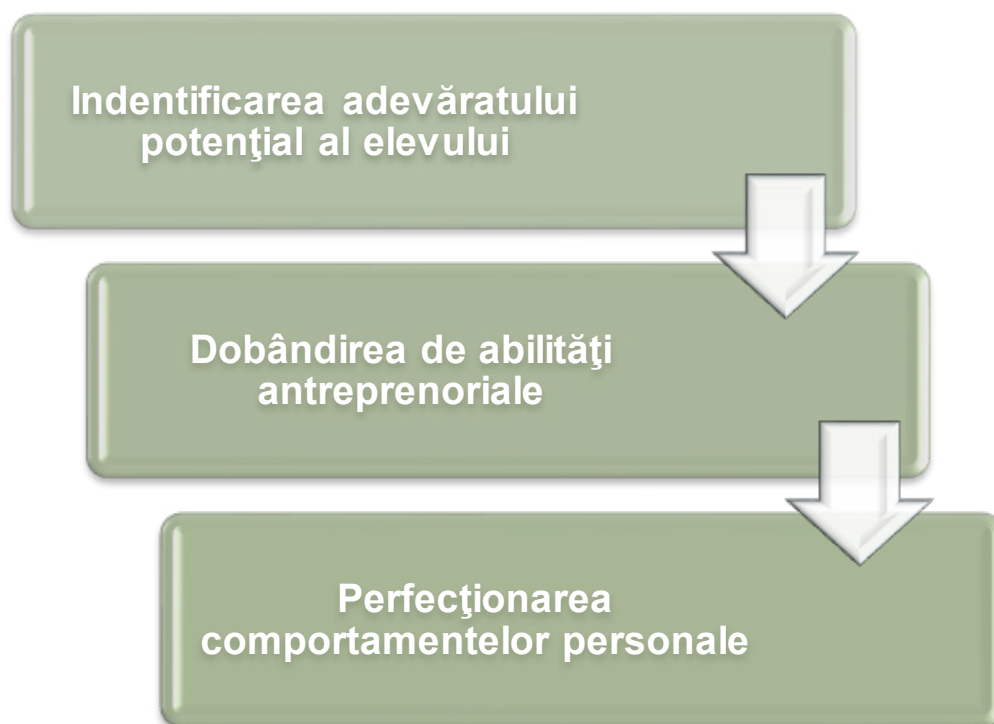 Indentificarea adevăratului
potenţial al elevului
Dobândirea de abilităţi
antreprenoriale
Perfecţionarea
comportamentelor personale